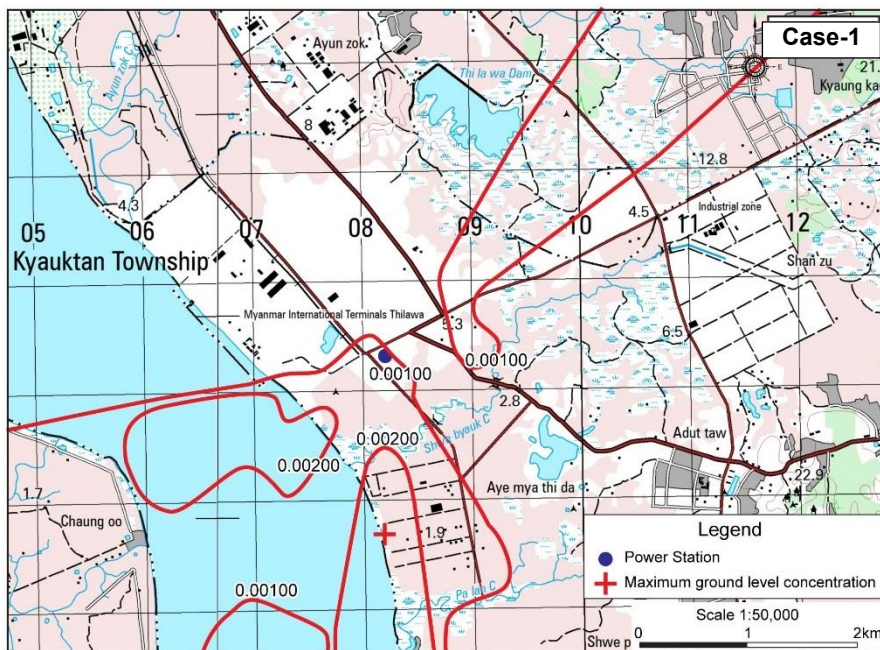 Case-1
Ayun zok
Ayun zok C
Thi la wa Dam
21.
Kyaung ka
8
12.8
4.3
4.5
Industrial zone
05
06
07
08
09
10
11
12
Kyauktan Township
Shan zu
Myanmar International Terminals Thilawa
5.3
6.5
0.00100
0.00100
2.8
0.00200
Adut taw
0.00200
22.9
1.7
Aye mya thi da
Chaung oo
1.9
Legend
Power Station
Maximum ground level concentration
0.00100
Pa lan C
Scale 1:50,000
Shwe p
0
1
2km